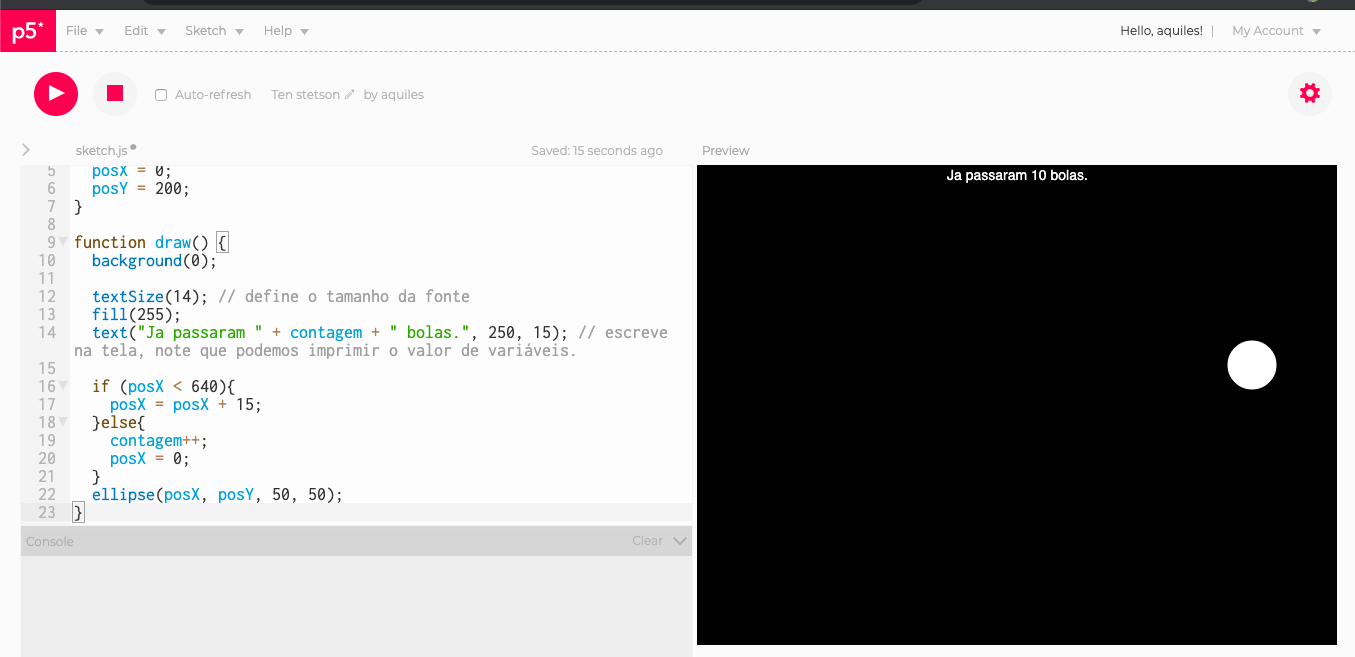 p5* File Edit Sketch Help Hello, aquiles! | My Account
Auto-refresh Ten stetson by aquiles
sketch.js Saved: 15 seconds ago Preview
5 posX = 0;
6 posY = 200;
7 }
8
9 function draw() {
10 background(0);
11
12 textSize(14); // define o tamanho da fonte
13 fill(255);
14 text("Ja passaram " + contagem + " bolas.", 250, 15); // escreve
na tela, note que podemos imprimir o valor de variáveis.
15
16 if (posX < 640){
17 posX = posX + 15;
18 }else{
19 contagem++;
20 posX = 0;
21 }
22 ellipse(posX, posY, 50, 50);
23 }
Console Clear
Ja passaram 10 bolas.